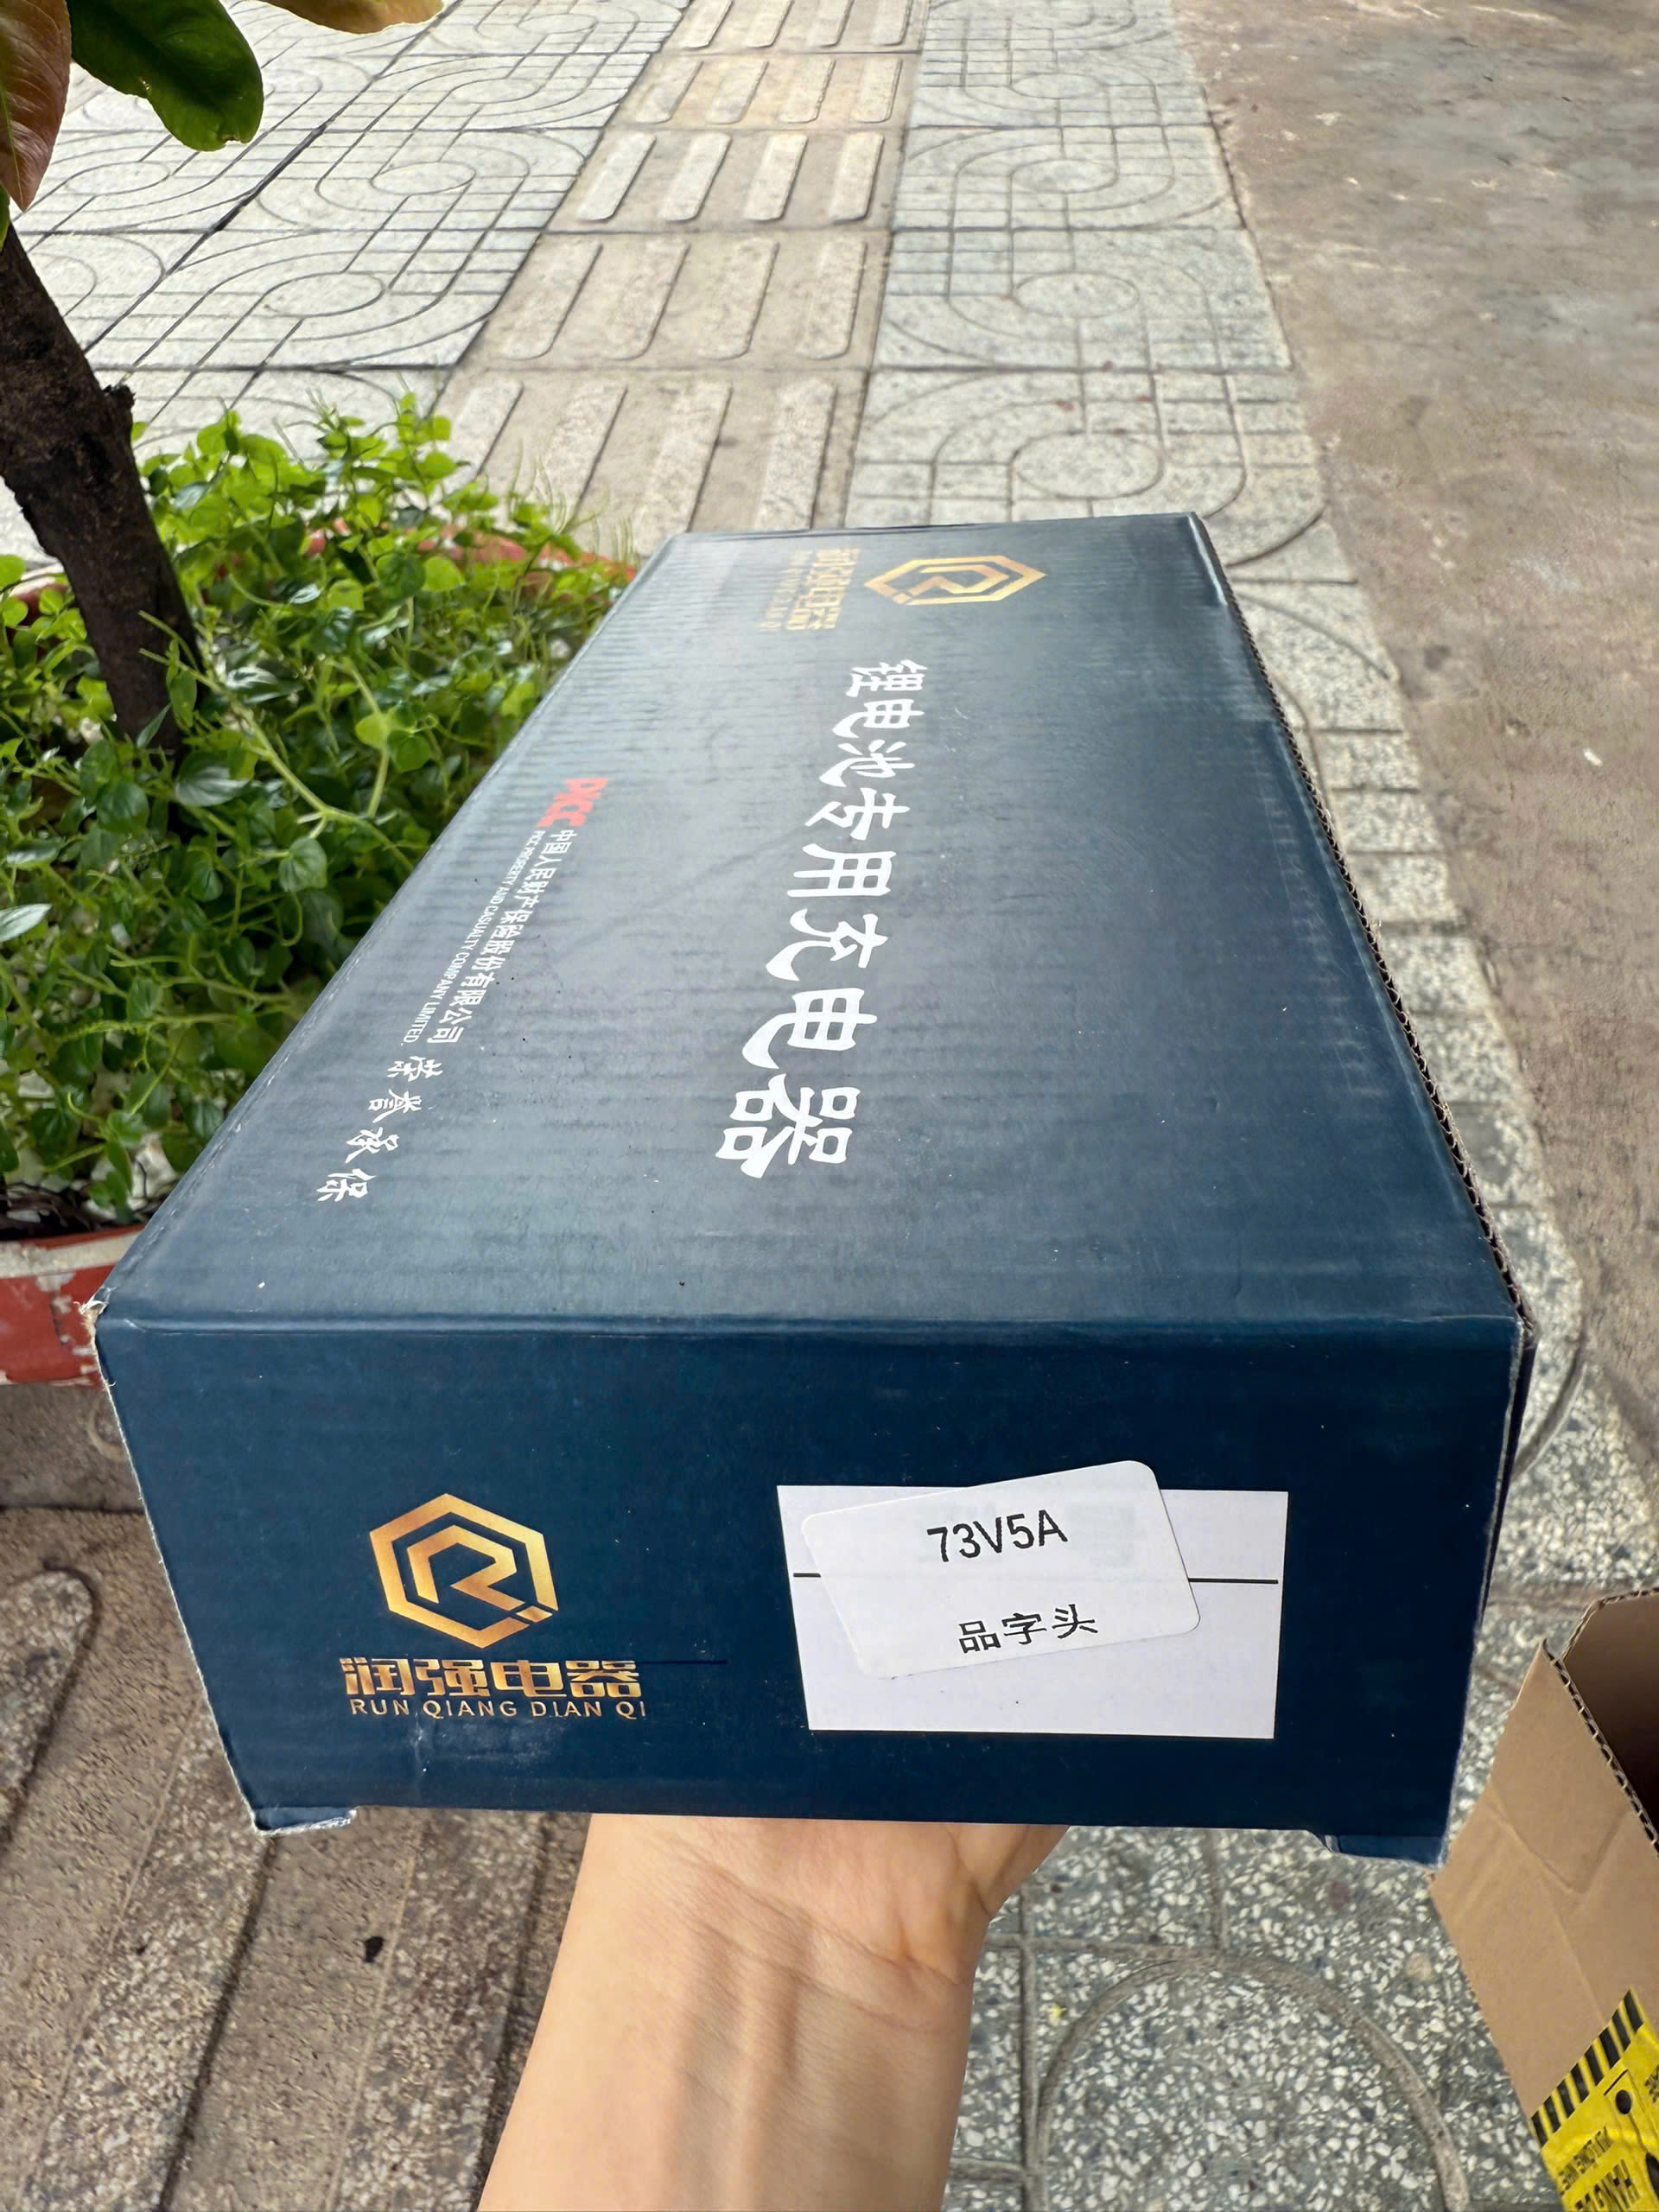 润强电器
RUN QIANG DIAN QI
锂电池专用充电器
PICC
中国人民财产保险股份有限公司
PICC PROPERTY AND CASUALTY COMPANY LIMITED.
荣誉承保
润强电器
RUN QIANG DIAN QI
73V5A
品字头